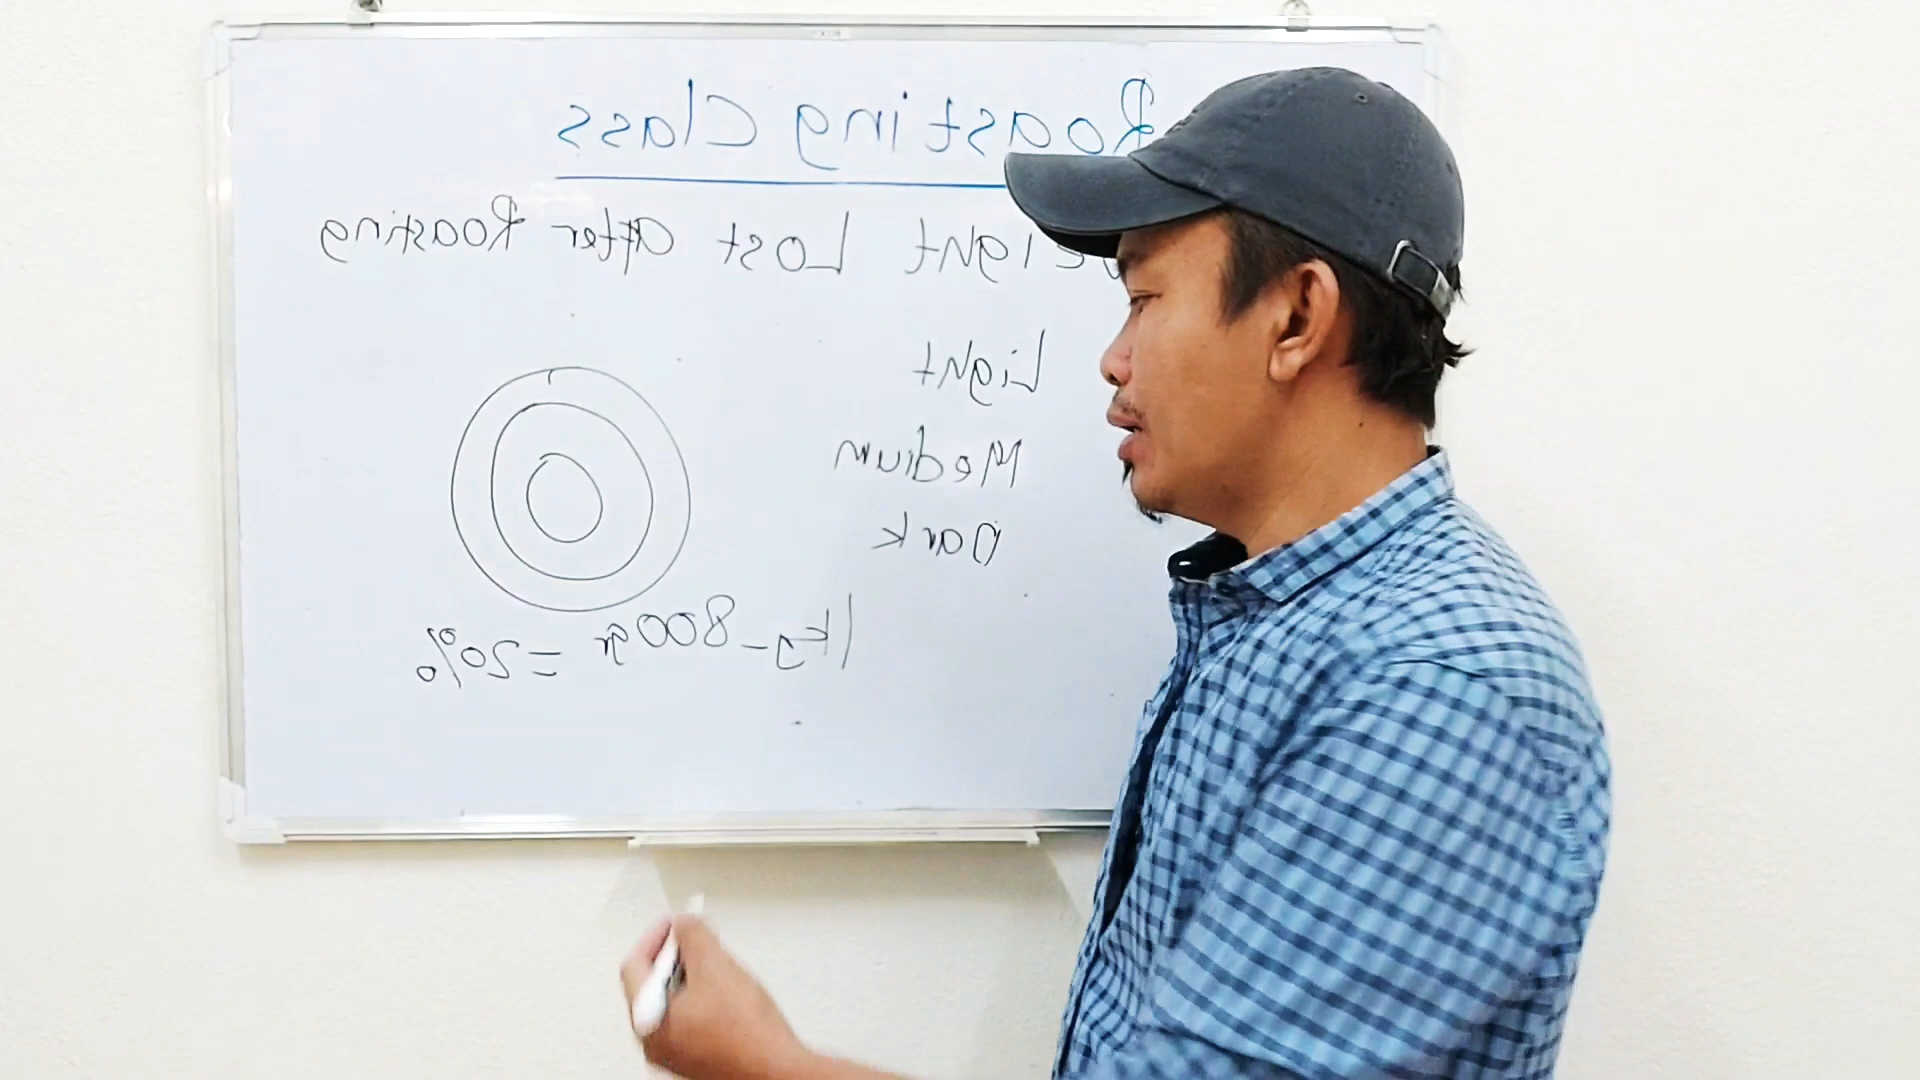 Roasting Class
Weight Lost after Roasting
Light
Medium
Dark
1kg - 800gr = 20%